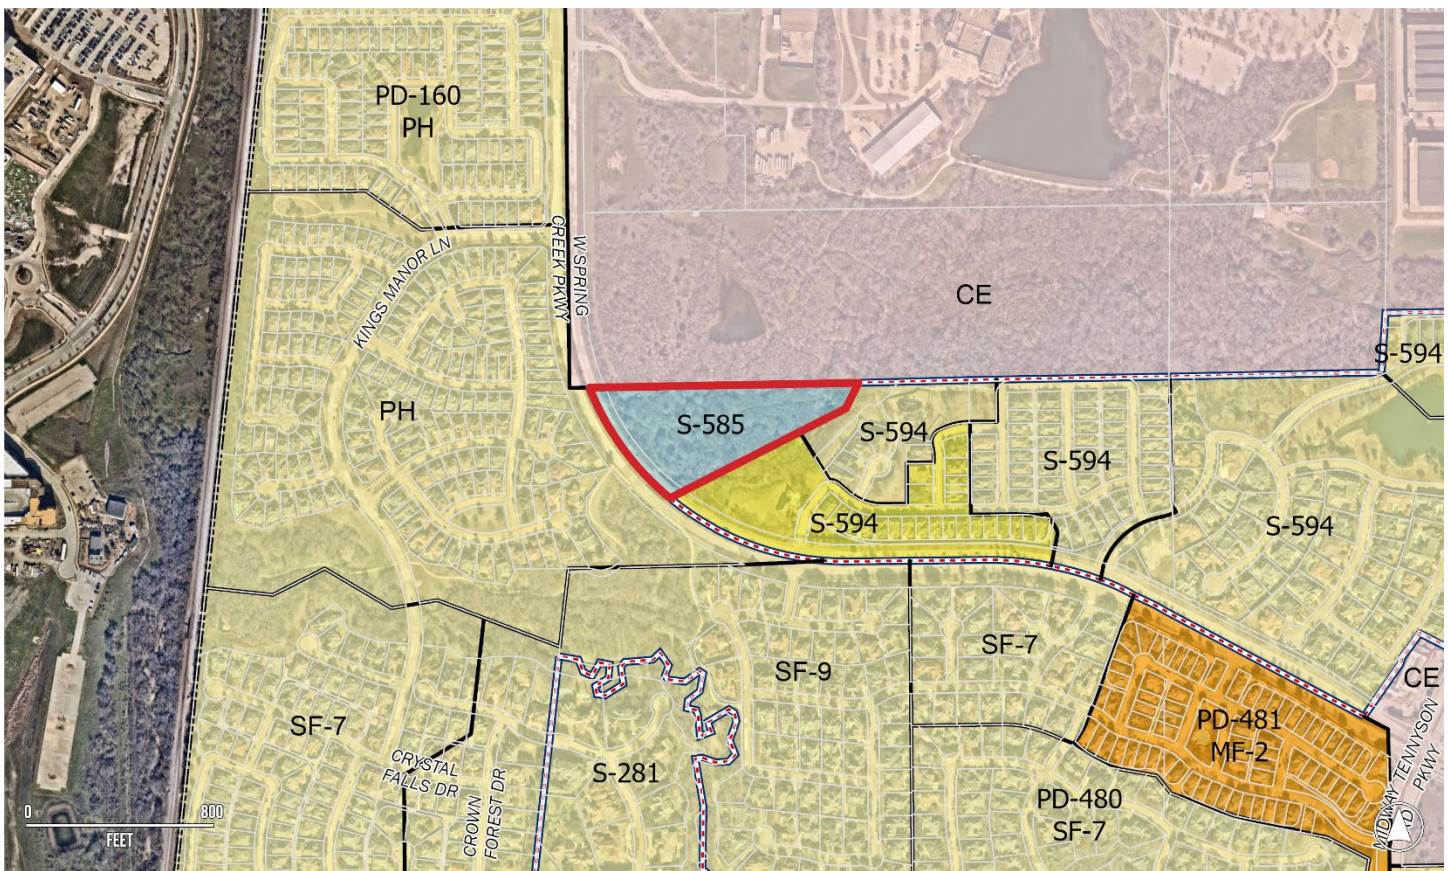 PD-160
PH
W SPRING
CREEK PKWY
KINGS MANOR LN
CE
S-594
PH
S-585
S-594
S-594
S-594
S-594
SF-7
SF-9
CE
SF-7
PD-481
MF-2
S-281
CRYSTAL
FALLS DR
CROWN
FOREST DR
PD-480
SF-7
MIDWAY
RD
TENNYSON
PKWY
0
800
FEET